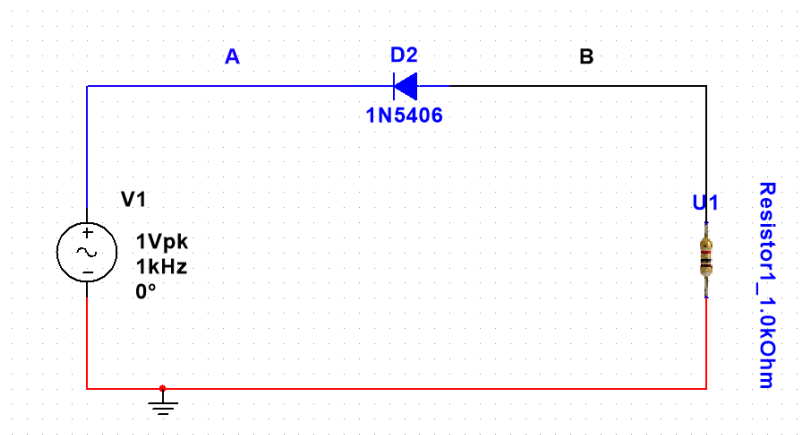 A
D2
B
1N5406
V1
+
1Vpk
1kHz
0°
−
U1
Resistor1_1.0kOhm